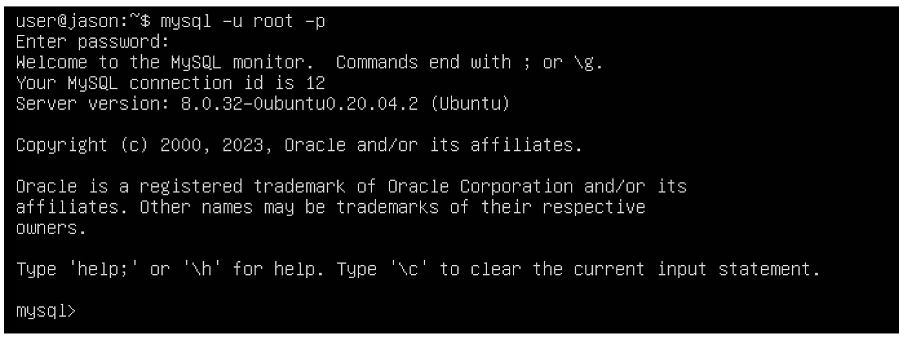 user@jason:~$ mysql -u root -p
Enter password:
Welcome to the MySQL monitor.  Commands end with ; or \g.
Your MySQL connection id is 12
Server version: 8.0.32-0ubuntu0.20.04.2 (Ubuntu)
Copyright (c) 2000, 2023, Oracle and/or its affiliates.
Oracle is a registered trademark of Oracle Corporation and/or its
affiliates. Other names may be trademarks of their respective
owners.
Type 'help;' or '\h' for help. Type '\c' to clear the current input statement.
mysql>